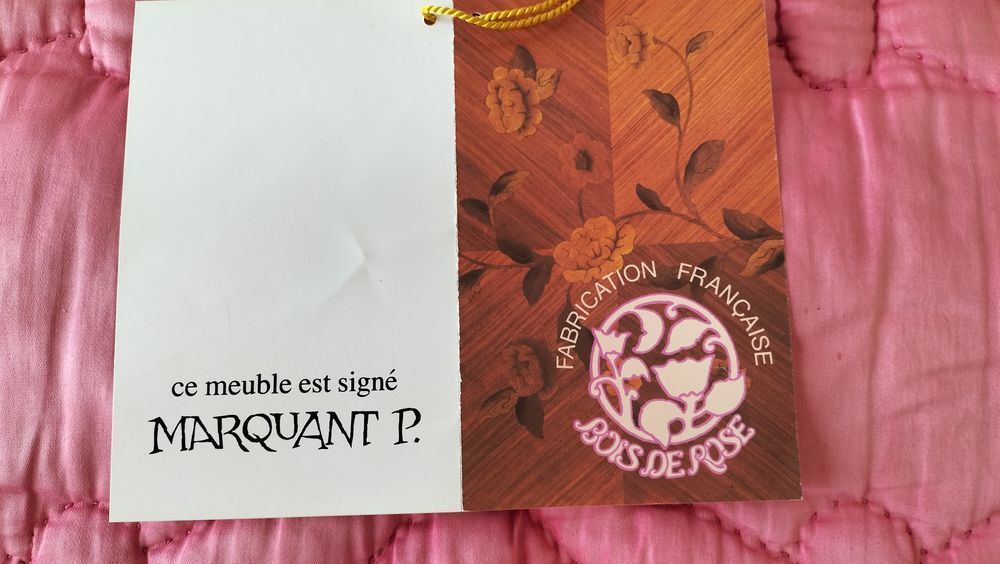 ce meuble est signé
MARQUANT P.
FABRICATION FRANÇAISE
BOIS DE ROSE